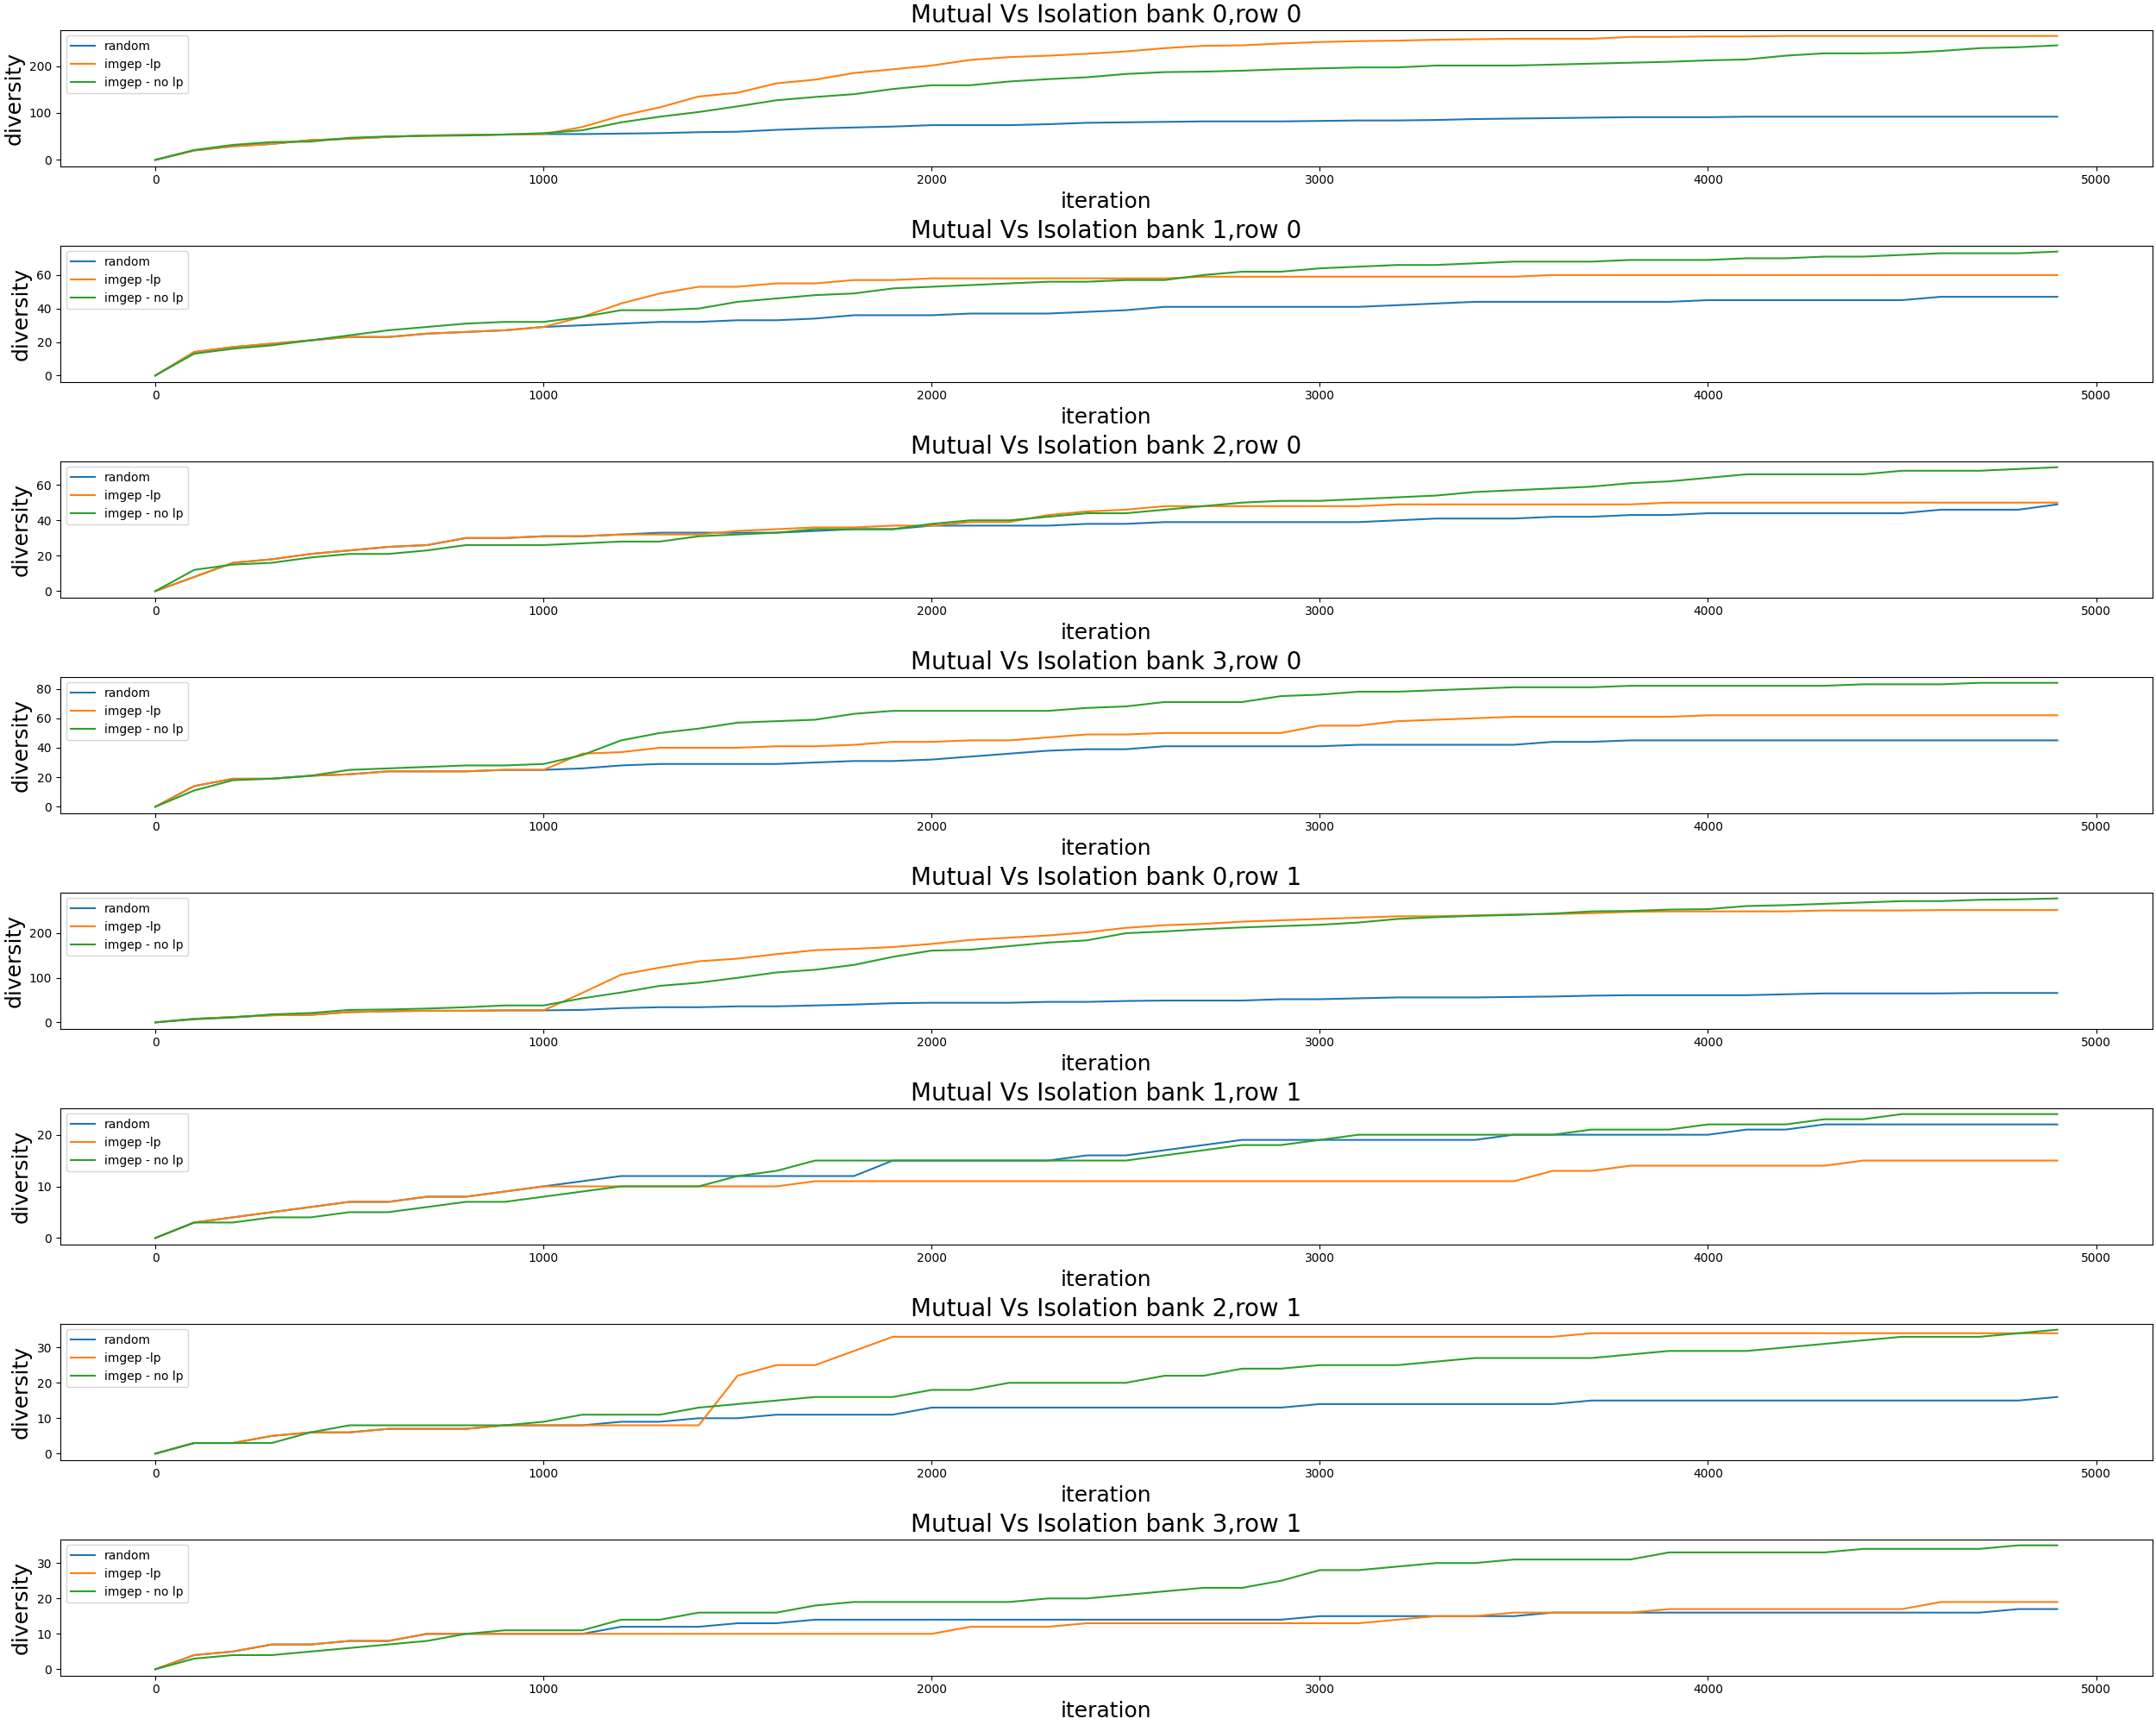 Mutual Vs Isolation bank 0,row 0
diversity
200
100
0
random
imgep -lp
imgep - no lp
0 1000 2000 3000 4000 5000
iteration
Mutual Vs Isolation bank 1,row 0
diversity
60
40
20
0
random
imgep -lp
imgep - no lp
0 1000 2000 3000 4000 5000
iteration
Mutual Vs Isolation bank 2,row 0
diversity
60
40
20
0
random
imgep -lp
imgep - no lp
0 1000 2000 3000 4000 5000
iteration
Mutual Vs Isolation bank 3,row 0
diversity
80
60
40
20
0
random
imgep -lp
imgep - no lp
0 1000 2000 3000 4000 5000
iteration
Mutual Vs Isolation bank 0,row 1
diversity
200
100
0
random
imgep -lp
imgep - no lp
0 1000 2000 3000 4000 5000
iteration
Mutual Vs Isolation bank 1,row 1
diversity
20
10
0
random
imgep -lp
imgep - no lp
0 1000 2000 3000 4000 5000
iteration
Mutual Vs Isolation bank 2,row 1
diversity
30
20
10
0
random
imgep -lp
imgep - no lp
0 1000 2000 3000 4000 5000
iteration
Mutual Vs Isolation bank 3,row 1
diversity
30
20
10
0
random
imgep -lp
imgep - no lp
0 1000 2000 3000 4000 5000
iteration